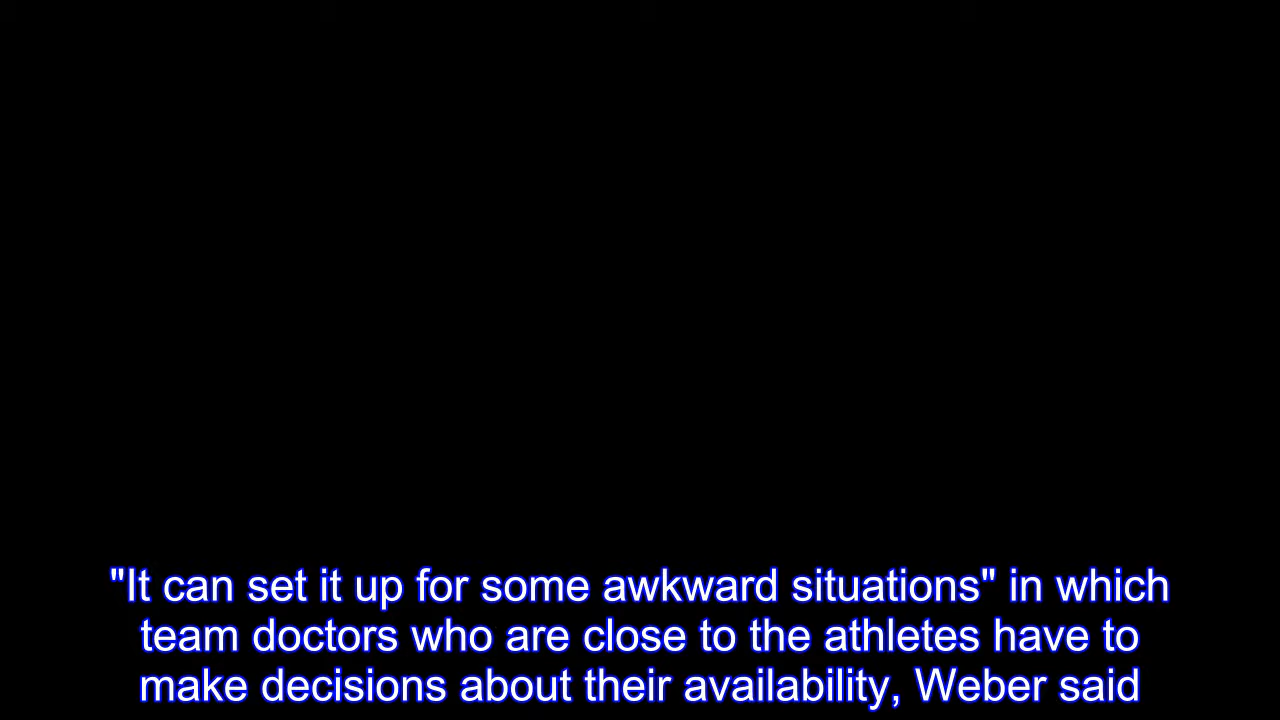 "It can set it up for some awkward situations" in which
team doctors who are close to the athletes have to
make decisions about their availability, Weber said